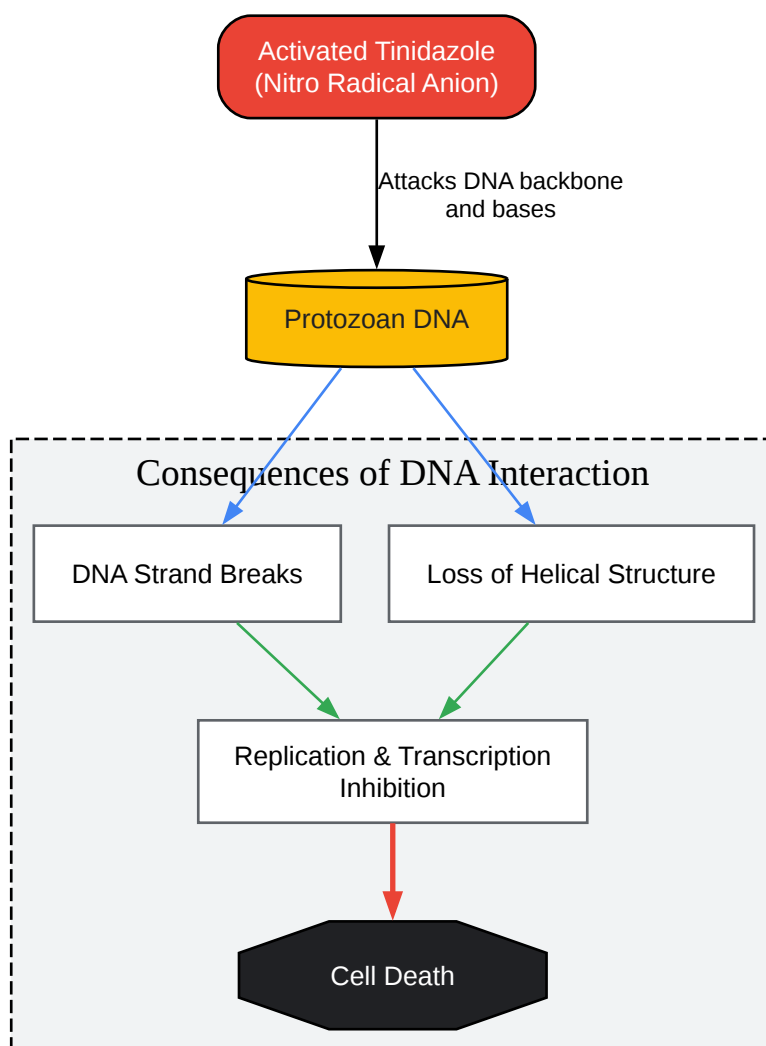 Activated Tinidazole
(Nitro Radical Anion)
Attacks DNA backbone
and bases
Protozoan DNA
Consequences of DNA Interaction
DNA Strand Breaks
Loss of Helical Structure
Replication & Transcription
Inhibition
Cell Death